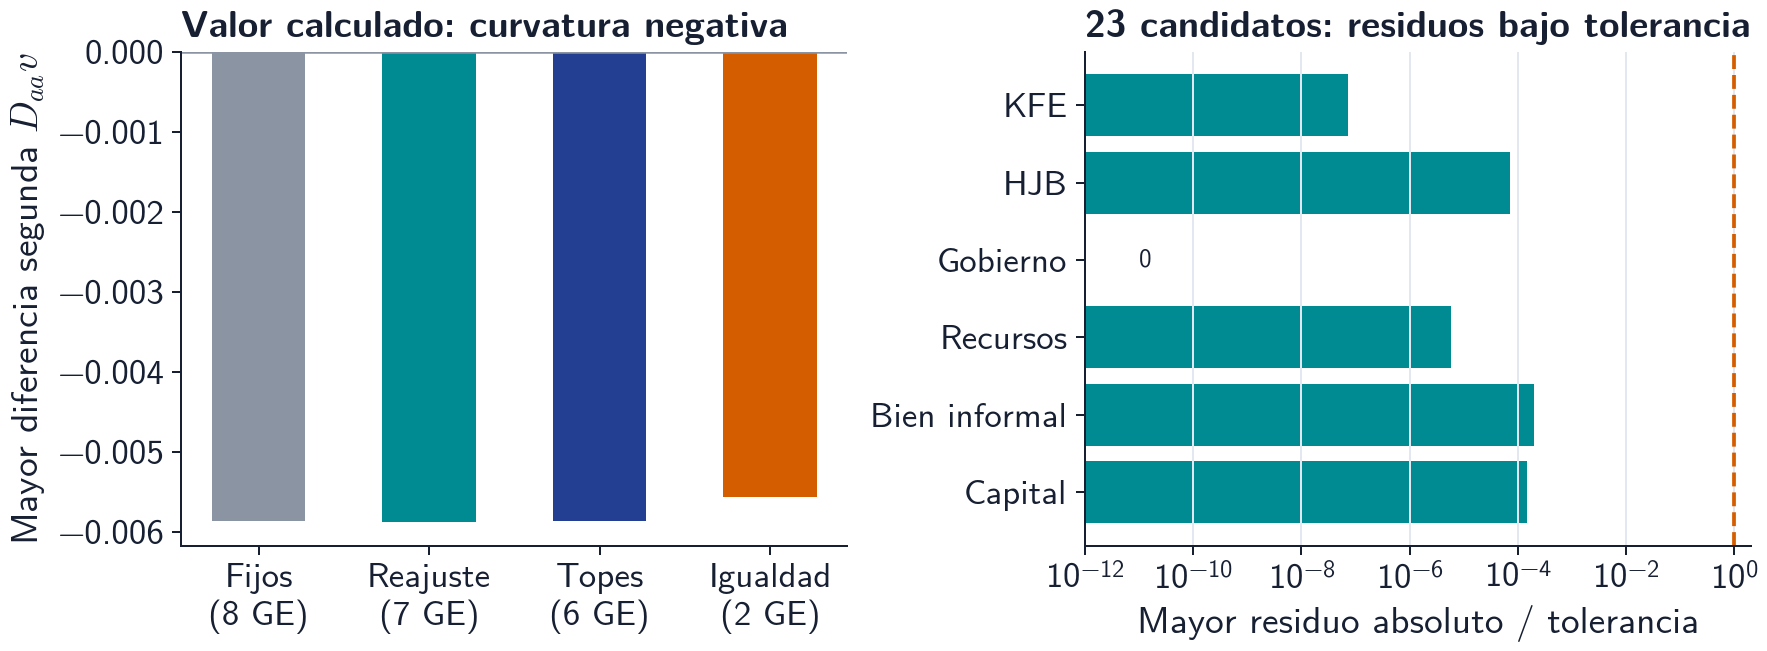 Valor calculado: curvatura negativa
Mayor diferencia segunda $D_{aa}v$
0.000
−0.001
−0.002
−0.003
−0.004
−0.005
−0.006
Fijos
(8 GE)
Reajuste
(7 GE)
Topes
(6 GE)
Igualdad
(2 GE)
23 candidatos: residuos bajo tolerancia
KFE
HJB
Gobierno
0
Recursos
Bien informal
Capital
$10^{-12}$ $10^{-10}$ $10^{-8}$ $10^{-6}$ $10^{-4}$ $10^{-2}$ $10^{0}$
Mayor residuo absoluto / tolerancia